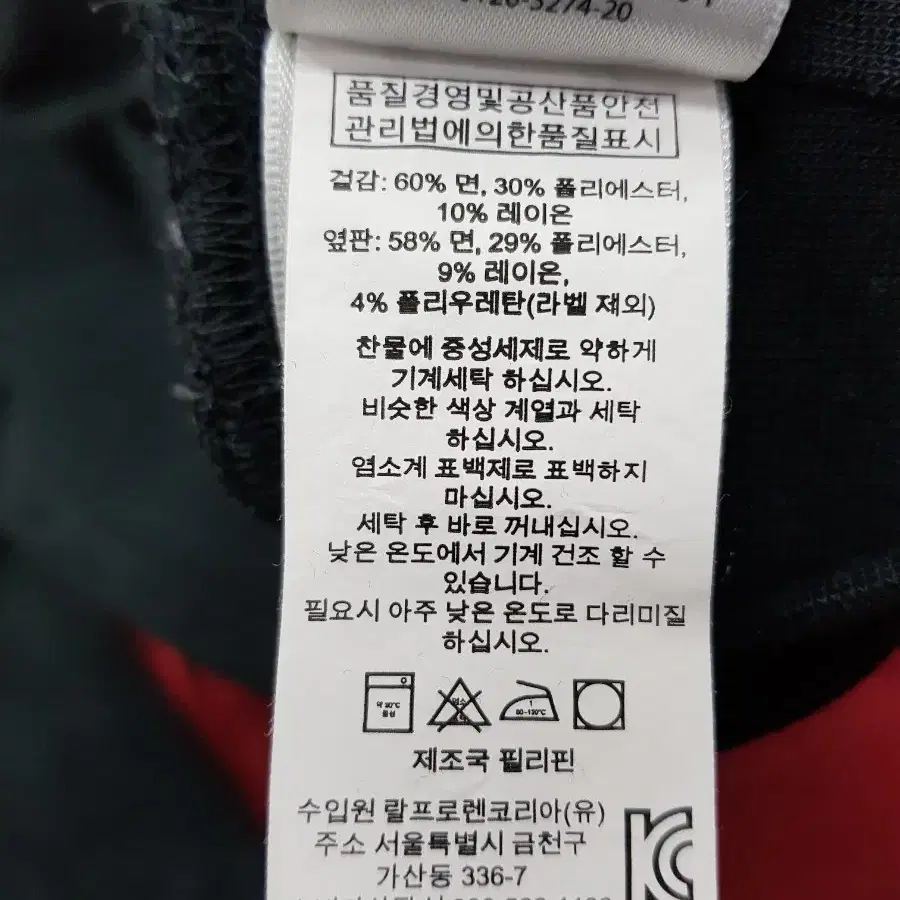 품질경영및공산품안전
관리법에의한품질표시
겉감: 60% 면, 30% 폴리에스터,
10% 레이온
옆판: 58% 면, 29% 폴리에스터,
9% 레이온,
4% 폴리우레탄(라벨 재외)
찬물에 중성세제로 약하게
기계세탁 하십시오.
비슷한 색상 계열과 세탁
하십시오.
염소계 표백제로 표백하지
마십시오.
세탁 후 바로 꺼내십시오.
낮은 온도에서 기계 건조 할 수
있습니다.
필요시 아주 낮은 온도로 다리미질
하십시오.
약 30°C
중성
염소
1
80-120°C
제조국 필리핀
수입원 랄프로렌코리아(유)
주소 서울특별시 금천구
가산동 336-7